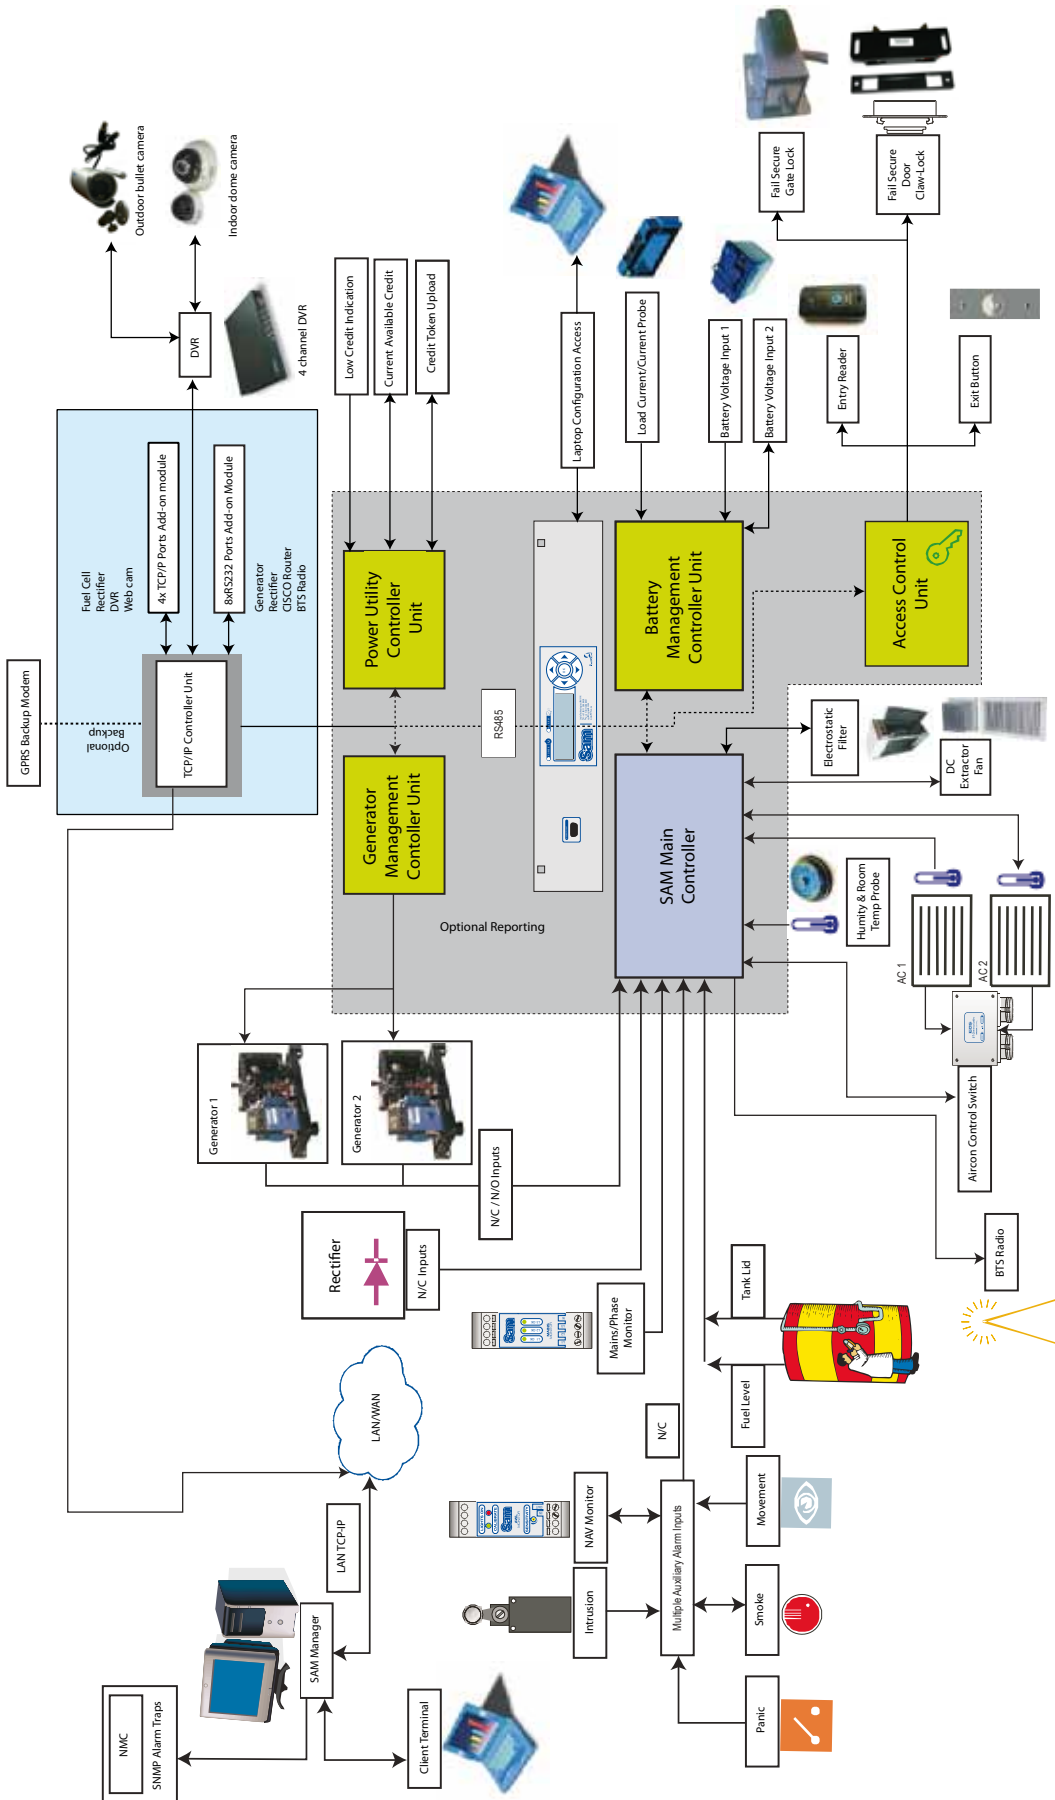 NMC
SNMP Alarm Traps
SAM Manager
Client Terminal
LAN TCP-IP
LAN/WAN
GPRS Backup Modem
Optional
Backup
TCP/IP Controller Unit
Fuel Cell
Rectifier
DVR
Web cam
4x TCP/P Ports Add-on module
8xRS232 Ports Add-on Module
Generator
Rectifier
CISCO Router
BTS Radio
DVR
4 channel DVR
Outdoor bullet camera
Indoor dome camera
Low Credit Indication
Current Available Credit
Credit Token Upload
Power Utility
Controller
Unit
Generator
Management
Contoller Unit
Optional Reporting
RS485
Sam
Laptop Configuration Access
Load Current/Current Probe
Battery Voltage Input 1
Battery Voltage Input 2
Battery
Management
Controller Unit
SAM Main
Controller
Access Control
Unit
Entry Reader
Exit Button
Fail Secure
Gate Lock
Fail Secure
Door
Claw-Lock
Electrostatic
Filter
DC
Extractor
Fan
Humity & Room
Temp Probe
AC 1
AC 2
Aircon Control Switch
BTS Radio
Generator 1
Generator 2
N/C / N/O Inputs
Rectifier
N/C Inputs
Sam
Mains/Phase
Monitor
Tank Lid
Fuel Level
N/C
Sam
NAV Monitor
Intrusion
Multiple Auxiliary Alarm Inputs
Movement
Smoke
Panic